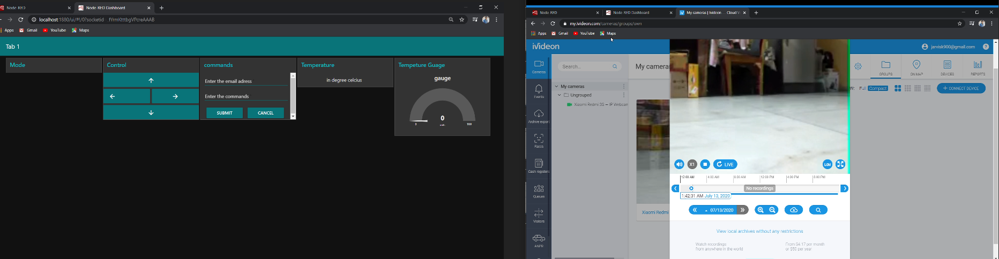 Node-RED
Node-RED Dashboard
localhost:1880/ui/#!/0?socketid=_fYrmKtttbgVPcreAAAB
Apps
Gmail
YouTube
Maps
Tab 1
Mode
Control
commands
Enter the email adress
Enter the commands
SUBMIT
CANCEL
Temperature
in degree celcius
Tempeture Guage
gauge
0
units
0
100
Node-RED
Node-RED Dashboard
My cameras | Ivideon — Cloud V
my.ivideon.com/cameras/groups/own
Apps
Gmail
YouTube
Maps
iVideon
jarvisk900@gmail.com
?
Cameras
Events
Archive export
Faces
Cash registers
Queues
Visitors
ANPR
Search...
My cameras
Ungrouped
Xiaomi Redmi 3S — IP Webcam
My cameras
GROUPS
ON MAP
DEVICES
REPORTS
W:
Full
Compact
+ CONNECT DEVICE
Xiaomi Redmi
X1
LIVE
LOW
12:00 AM
4:00 AM
8:00 AM
12:00 PM
4:00 PM
8:00 PM
No recordings
1:42:31 AM July 13, 2020
07/13/2020
View local archives without any restrictions
Watch recordings
from anywhere in the world
From $4.17 per month
or $50 per year